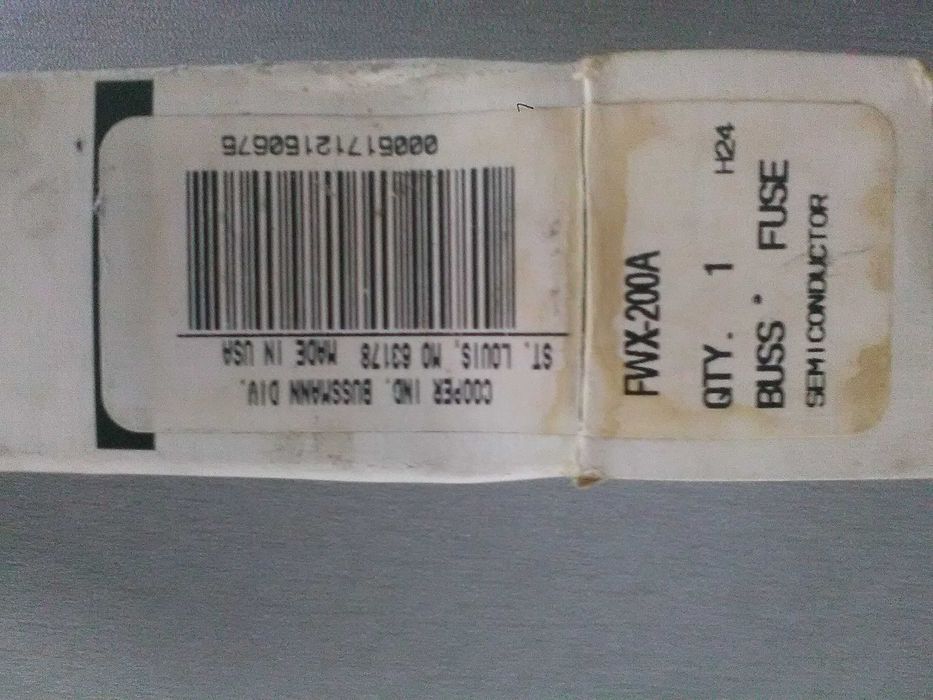 FWX-200A
QTY. 1 H24
BUSS® FUSE
SEMICONDUCTOR
COOPER IND. BUSSMANN DIV.
ST. LOUIS, MO 63178 MADE IN USA
00051712150675